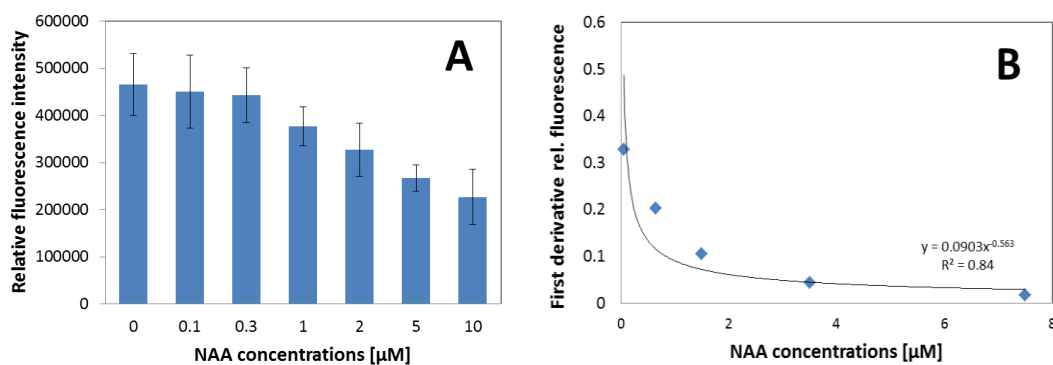 A
Relative fluorescence intensity
600000
500000
400000
300000
200000
100000
0
0 0.1 0.3 1 2 5 10
NAA concentrations [µM]
B
First derivative rel. fluorescence
0.6
0.5
0.4
0.3
0.2
0.1
0
y = 0.0903x^-0.563
R² = 0.84
0 2 4 6 8
NAA concentrations [µM]